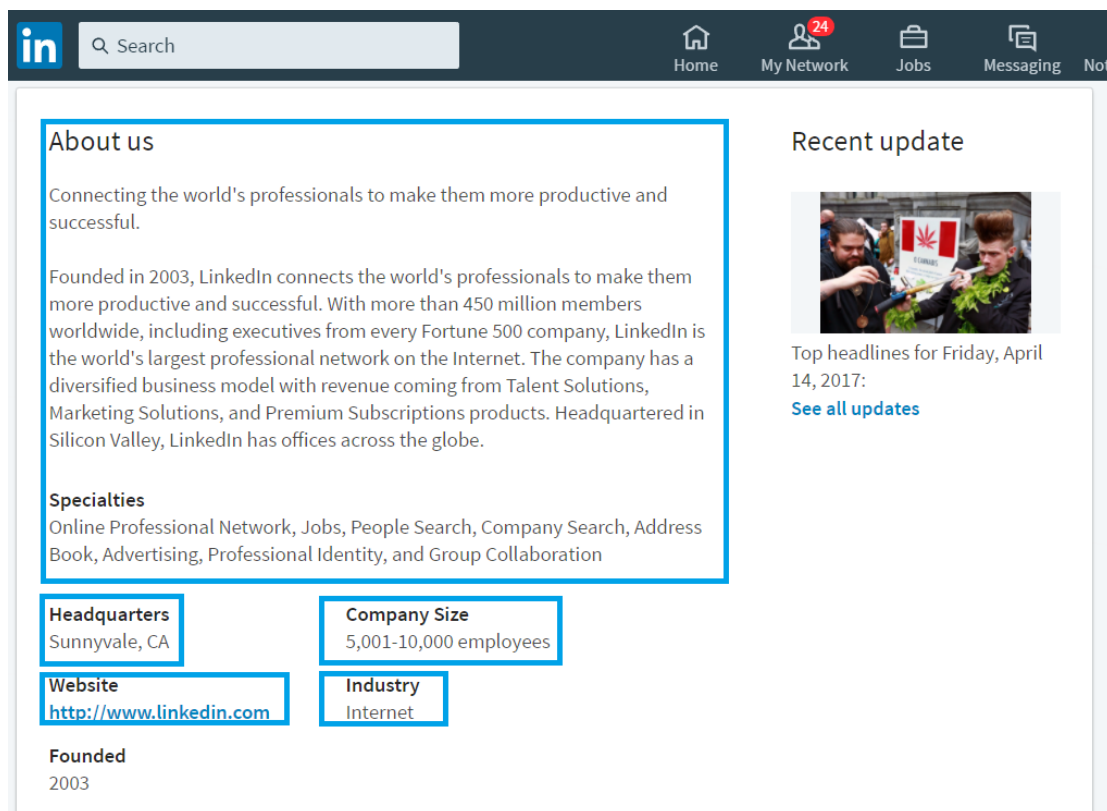 in
Search
24
Home
My Network
Jobs
Messaging
Not
About us
Connecting the world's professionals to make them more productive and
successful.
Founded in 2003, LinkedIn connects the world's professionals to make them
more productive and successful. With more than 450 million members
worldwide, including executives from every Fortune 500 company, LinkedIn is
the world's largest professional network on the Internet. The company has a
diversified business model with revenue coming from Talent Solutions,
Marketing Solutions, and Premium Subscriptions products. Headquartered in
Silicon Valley, LinkedIn has offices across the globe.
Specialties
Online Professional Network, Jobs, People Search, Company Search, Address
Book, Advertising, Professional Identity, and Group Collaboration
Headquarters
Sunnyvale, CA
Company Size
5,001-10,000 employees
Website
http://www.linkedin.com
Industry
Internet
Founded
2003
Recent update
Top headlines for Friday, April
14, 2017:
See all updates